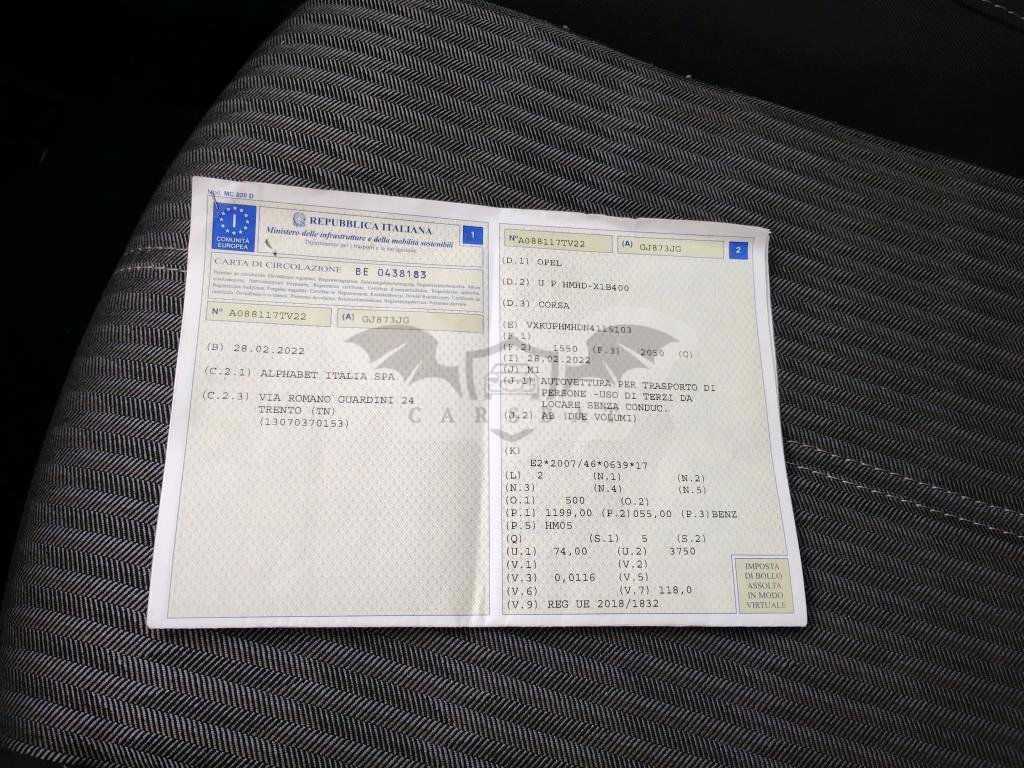 Mod. MC 820 D
I
COMUNITÀ
EUROPEA
REPUBBLICA ITALIANA
Ministero delle infrastrutture e della mobilità sostenibili
Dipartimento per i trasporti e la navigazione
1
CARTA DI CIRCOLAZIONE BE 0438183
N° A088117TV22 (A) GJ873JG
(B) 28.02.2022
(C.2.1) ALPHABET ITALIA SPA
(C.2.3) VIA ROMANO GUARDINI 24
TRENTO (TN)
(13070370153)
N° A088117TV22 (A) GJ873JG 2
(D.1) OPEL
(D.2) U P HMHD-X1B400
(D.3) CORSA
(E) VXKUPHMHDN4115103
(F.1)
(F.2) 1550 (F.3) 2050 (G)
(I) 28.02.2022
(J) M1
(J.1) AUTOVETTURA PER TRASPORTO DI
PERSONE -USO DI TERZI DA
LOCARE SENZA CONDUC.
(J.2) AB (DUE VOLUMI)
(K)
E2*2007/46*0639*17
(L) 2 (N.1) (N.2)
(N.3) (N.4) (N.5)
(O.1) 500 (O.2)
(P.1) 1199,00 (P.2)055,00 (P.3)BENZ
(P.5) HM05
(Q) (S.1) 5 (S.2)
(U.1) 74,00 (U.2) 3750
(V.1) (V.2)
(V.3) 0,0116 (V.5)
(V.6) (V.7) 118,0
(V.9) REG UE 2018/1832
IMPOSTA
DI BOLLO
ASSOLTA
IN MODO
VIRTUALE